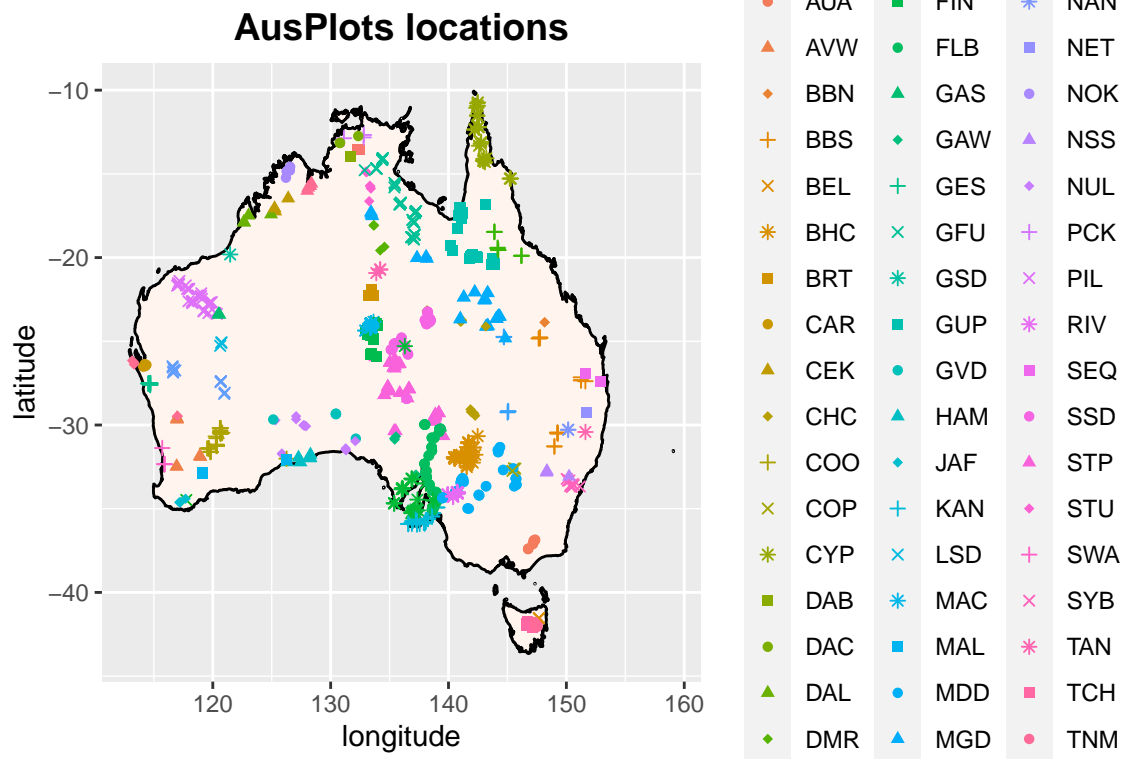 AusPlots locations
−10
−20
−30
−40
120
130
140
150
160
longitude
latitude
AUA
AVW
BBN
BBS
BEL
BHC
BRT
CAR
CEK
CHC
COO
COP
CYP
DAB
DAC
DAL
DMR
FIN
FLB
GAS
GAW
GES
GFU
GSD
GUP
GVD
HAM
JAF
KAN
LSD
MAC
MAL
MDD
MGD
NAN
NET
NOK
NSS
NUL
PCK
PIL
RIV
SEQ
SSD
STP
STU
SWA
SYB
TAN
TCH
TNM